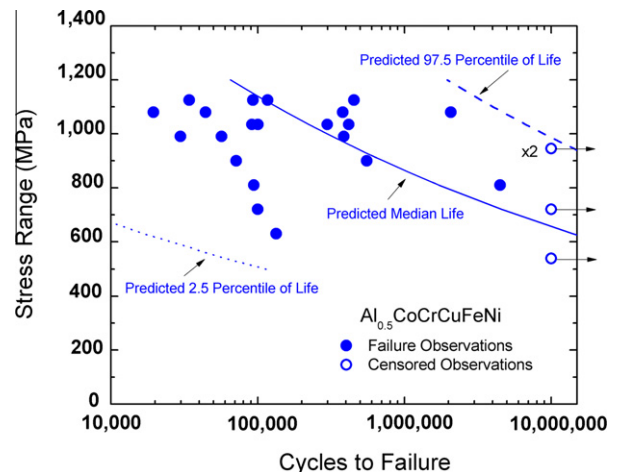 1,400
1,200
1,000
800
600
400
200
0
Stress Range (MPa)
Predicted 97.5 Percentile of Life
x2
Predicted Median Life
Predicted 2.5 Percentile of Life
Al0.5CoCrCuFeNi
Failure Observations
Censored Observations
10,000 100,000 1,000,000 10,000,000
Cycles to Failure